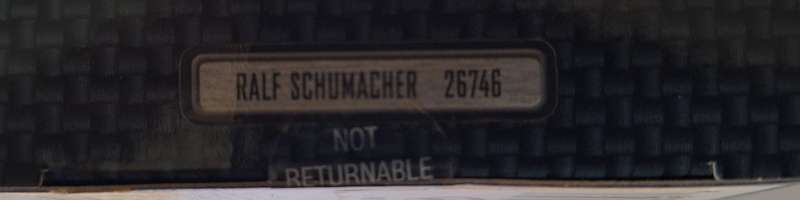 RALF SCHUMACHER 26746
NOT
RETURNABLE